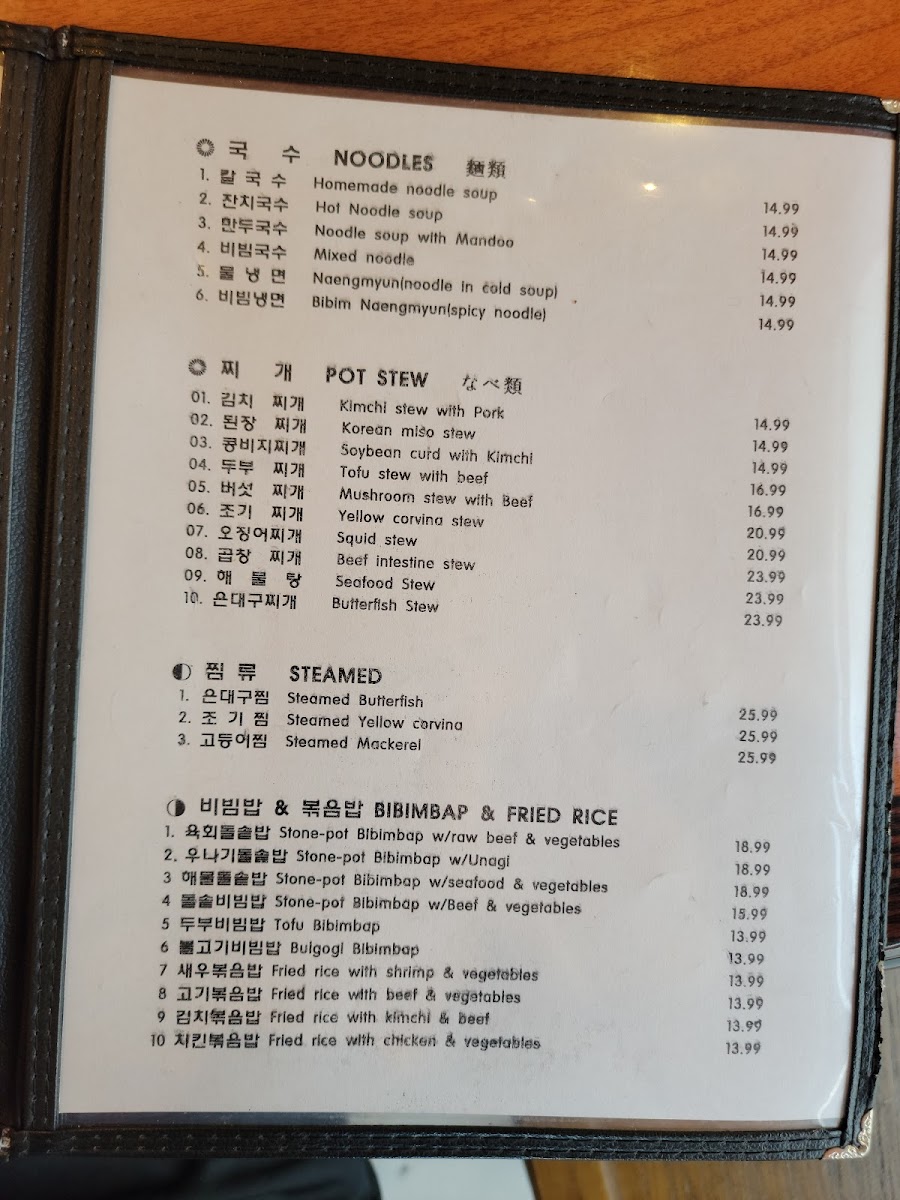 국 수 NOODLES 麵類
1. 칼 국 수 Homemade noodle soup 14.99
2. 잔치국수 Hot Noodle soup 14.99
3. 만두국수 Noodle soup with Mandoo 14.99
4. 비빔국수 Mixed noodle 14.99
5. 물 냉 면 Naengmyun(noodle in cold soup) 14.99
6. 비빔냉면 Bibim Naengmyun(spicy noodle) 14.99
찌 개 POT STEW なべ類
01. 김치 찌개 Kimchi stew with Pork 14.99
02. 된장 찌개 Korean miso stew 14.99
03. 콩비지찌개 Soybean curd with Kimchi 14.99
04. 두부 찌개 Tofu stew with beef 16.99
05. 버섯 찌개 Mushroom stew with Beef 16.99
06. 조기 찌개 Yellow corvina stew 20.99
07. 오징어찌개 Squid stew 20.99
08. 곱창 찌개 Beef intestine stew 23.99
09. 해 물 탕 Seafood Stew 23.99
10. 은대구찌개 Butterfish Stew 23.99
찜 류 STEAMED
1. 은대구찜 Steamed Butterfish 25.99
2. 조 기 찜 Steamed Yellow corvina 25.99
3. 고등어찜 Steamed Mackerel 25.99
비빔밥 & 볶음밥 BIBIMBAP & FRIED RICE
1. 육회돌솥밥 Stone-pot Bibimbap w/raw beef & vegetables 18.99
2. 우나기돌솥밥 Stone-pot Bibimbap w/Unagi 18.99
3 해물돌솥밥 Stone-pot Bibimbap w/seafood & vegetables 18.99
4 돌솥비빔밥 Stone-pot Bibimbap w/Beef & vegetables 15.99
5 두부비빔밥 Tofu Bibimbap 13.99
6 불고기비빔밥 Bulgogi Bibimbap 13.99
7 새우볶음밥 Fried rice with shrimp & vegetables 13.99
8 고기볶음밥 Fried rice with beef & vegetables 13.99
9 김치볶음밥 Fried rice with kimchi & beef 13.99
10 치킨볶음밥 Fried rice with chicken & vegetables 13.99